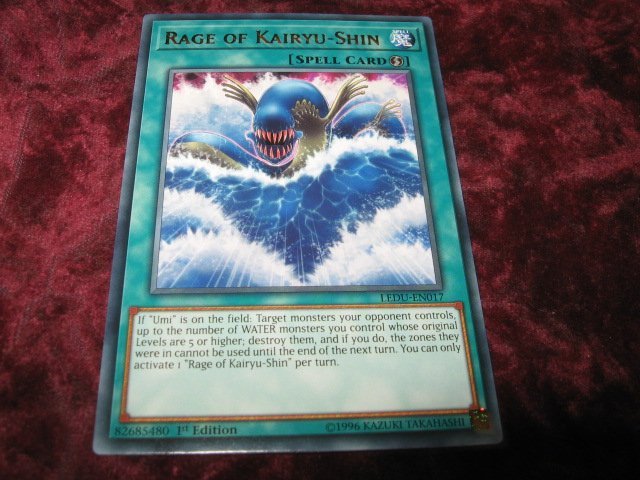 RAGE OF KAIRYU-SHIN
SPELL
[SPELL CARD]
LEDU-EN017
If "Umi" is on the field: Target monsters your opponent controls,
up to the number of WATER monsters you control whose original
Levels are 5 or higher; destroy them, and if you do, the zones they
were in cannot be used until the end of the next turn. You can only
activate 1 "Rage of Kairyu-Shin" per turn.
82685480 1st Edition ©1996 KAZUKI TAKAHASHI